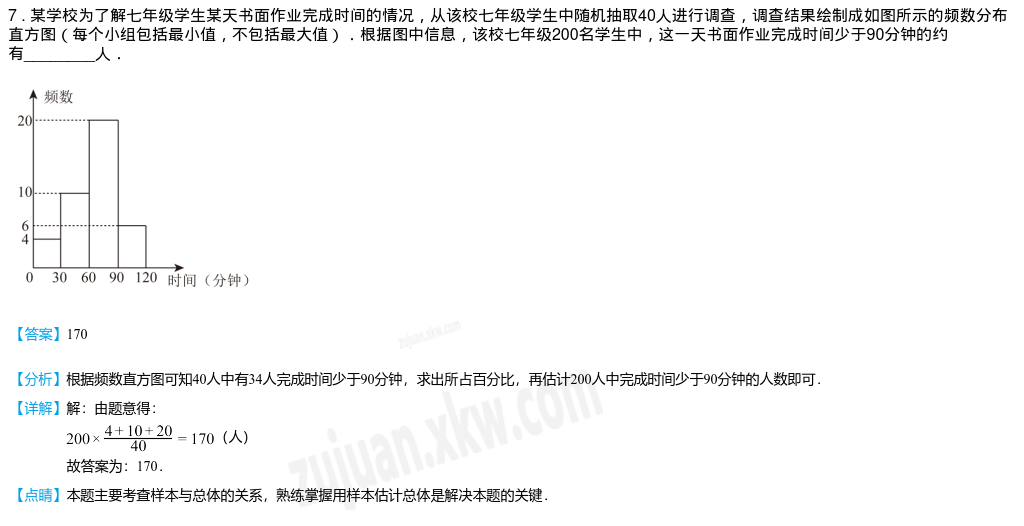 7．某学校为了解七年级学生某天书面作业完成时间的情况，从该校七年级学生中随机抽取40人进行调查，调查结果绘制成如图所示的频数分布
直方图（每个小组包括最小值，不包括最大值）．根据图中信息，该校七年级200名学生中，这一天书面作业完成时间少于90分钟的约
有_________人．
频数
20
10
6
4
0 30 60 90 120 时间（分钟）
【答案】170
【分析】根据频数直方图可知40人中有34人完成时间少于90分钟，求出所占百分比，再估计200人中完成时间少于90分钟的人数即可．
【详解】解：由题意得：
200×(4+10+20)/40=170（人）
故答案为：170．
【点睛】本题主要考查样本与总体的关系，熟练掌握用样本估计总体是解决本题的关键．
zujuan.xkw.com
zujuan.xkw.com